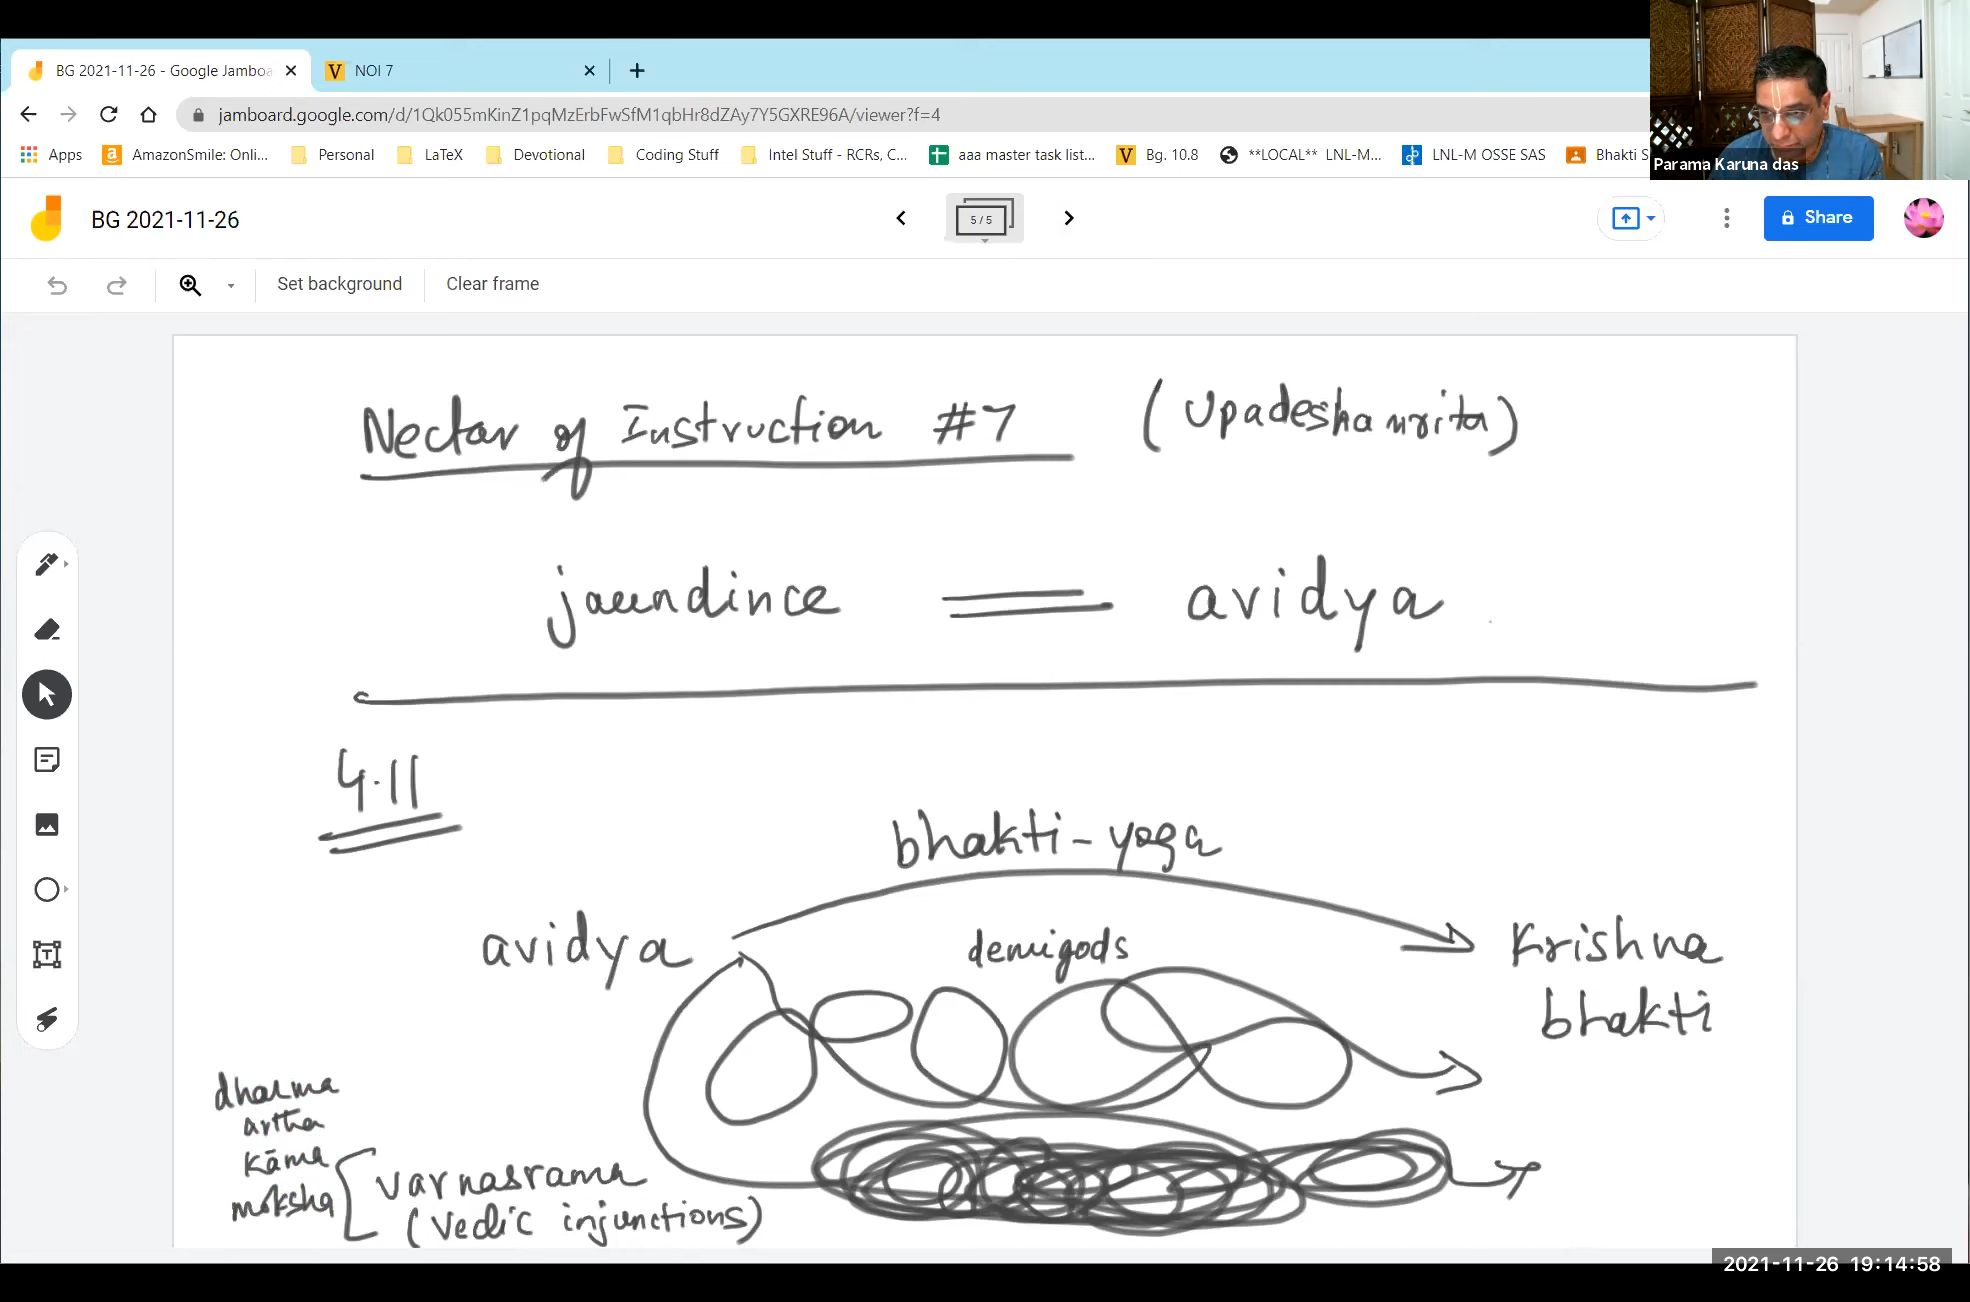 BG 2021-11-26 - Google Jamboa
NOI 7
jamboard.google.com/d/1Qk055mKinZ1pqMzErbFwSfM1qbHr8dZAy7Y5GXRE96A/viewer?f=4
Apps AmazonSmile: Onli... Personal LaTeX Devotional Coding Stuff Intel Stuff - RCRs, C... aaa master task list... Bg. 10.8 **LOCAL** LNL-M... LNL-M OSSE SAS Bhakti S
Parama Karuna das
BG 2021-11-26
5 / 5
Share
Set background Clear frame
Nectar of Instruction #7 (Upadeshamrita)
jaundince = avidya
4.11
bhakti-yoga
avidya demigods Krishna
bhakti
dharma
artha
kāma
moksha
varnasrama
(Vedic injunctions)
2021-11-26 19:14:58